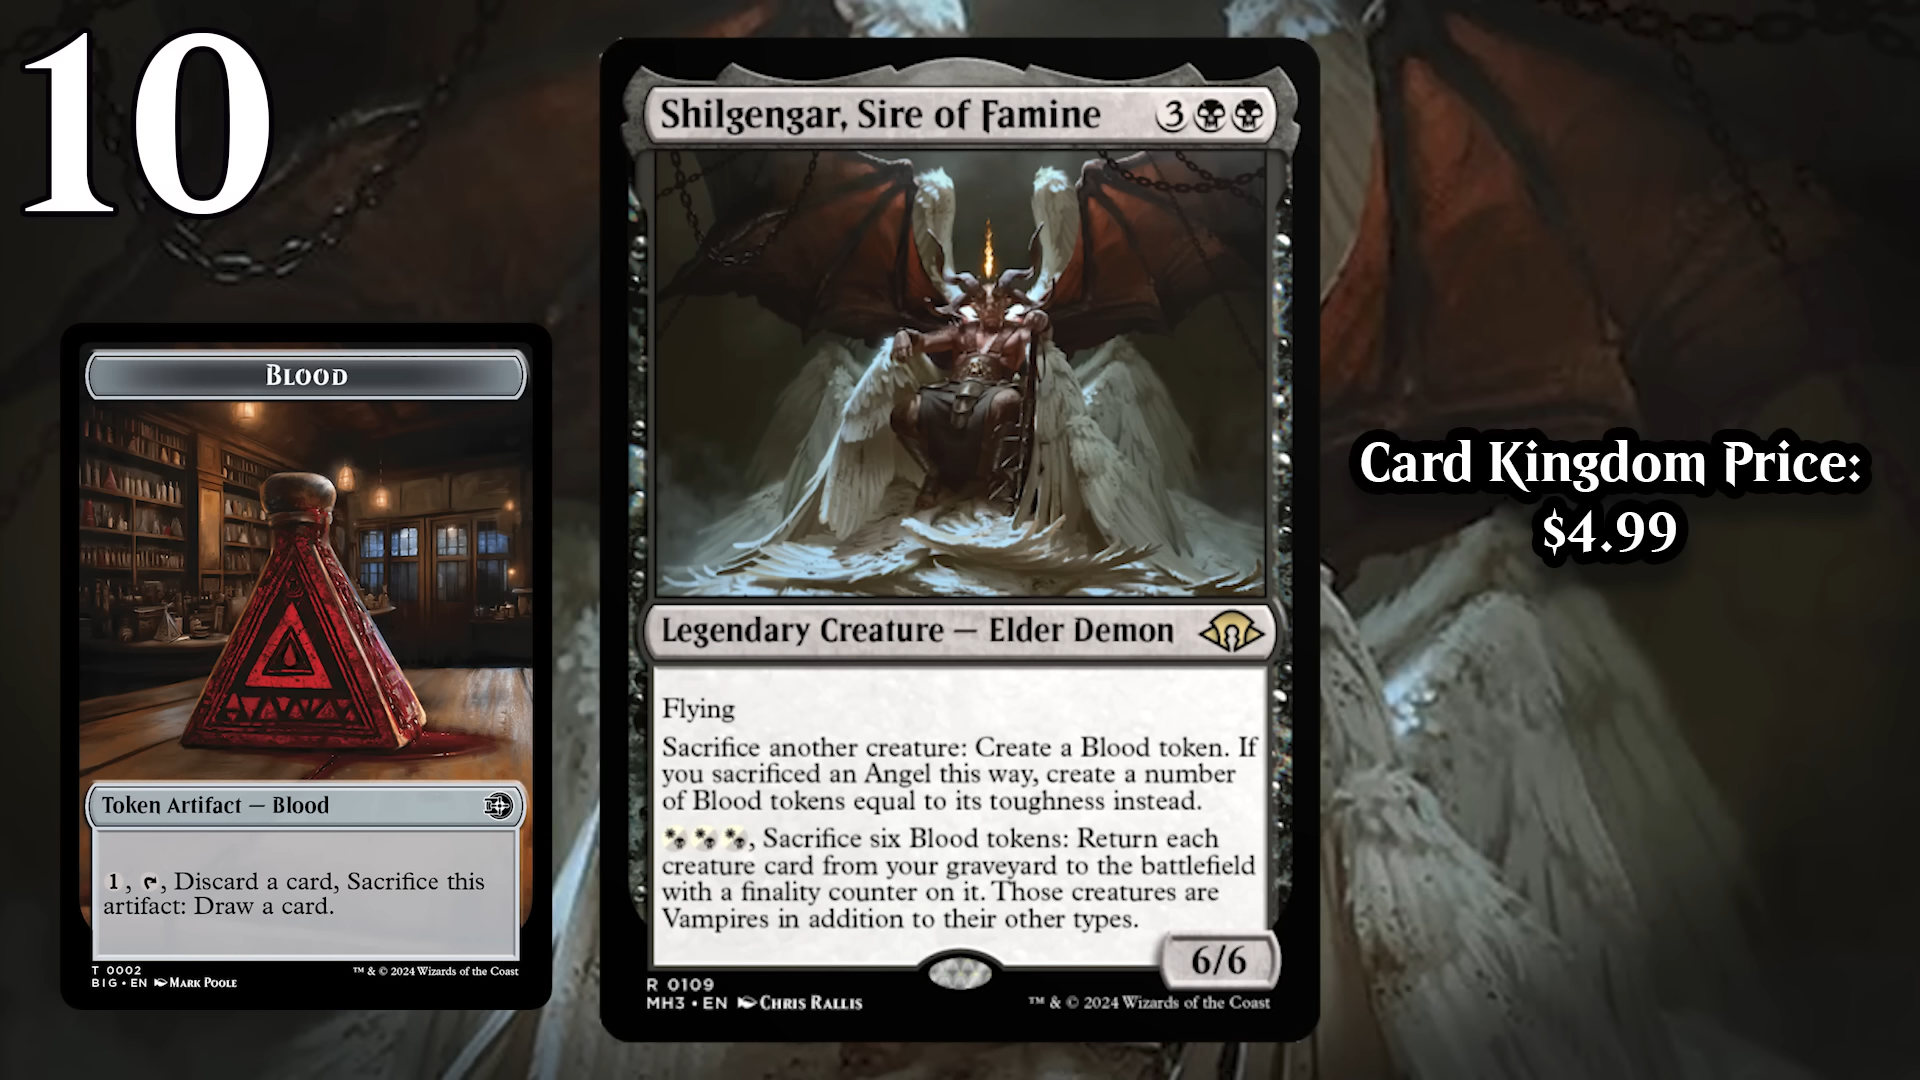 10
Blood
Token Artifact — Blood
1, , Discard a card, Sacrifice this
artifact: Draw a card.
T 0002
BIG • EN Mark Poole
™ & © 2024 Wizards of the Coast
Shilgengar, Sire of Famine 3
Legendary Creature — Elder Demon
Flying
Sacrifice another creature: Create a Blood token. If
you sacrificed an Angel this way, create a number
of Blood tokens equal to its toughness instead.
, Sacrifice six Blood tokens: Return each
creature card from your graveyard to the battlefield
with a finality counter on it. Those creatures are
Vampires in addition to their other types.
6/6
R 0109
MH3 • EN Chris Rallis
™ & © 2024 Wizards of the Coast
Card Kingdom Price:
$4.99